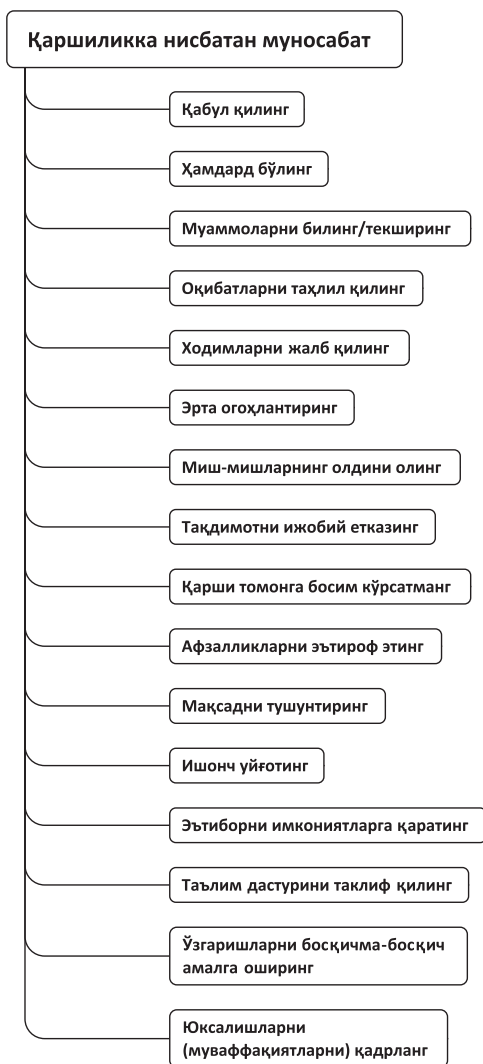 Қаршиликка нисбатан муносабат
Қабул қилинг
Ҳамдард бўлинг
Муаммоларни билинг/текширинг
Оқибатларни таҳлил қилинг
Ходимларни жалб қилинг
Эрта огоҳлантиринг
Миш-мишларнинг олдини олинг
Тақдимотни ижобий етказинг
Қарши томонга босим кўрсатманг
Афзалликларни эътироф этинг
Мақсадни тушунтиринг
Ишонч уйғотинг
Эътиборни имкониятларга қаратинг
Таълим дастурини таклиф қилинг
Ўзгаришларни босқичма-босқич
амалга оширинг
Юксалишларни
(муваффақиятларни) қадрланг